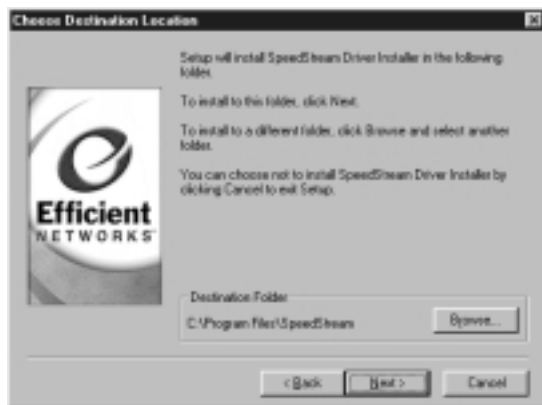 Choose Destination Location
Setup will install SpeedStream Driver Installer in the following
folder.
To install to this folder, click Next.
To install to a different folder, click Browse and select another
folder.
You can choose not to install SpeedStream Driver Installer by
clicking Cancel to exit Setup.
Efficient
NETWORKS
Destination Folder
C:\Program Files\SpeedStream
Browse...
< Back
Next >
Cancel